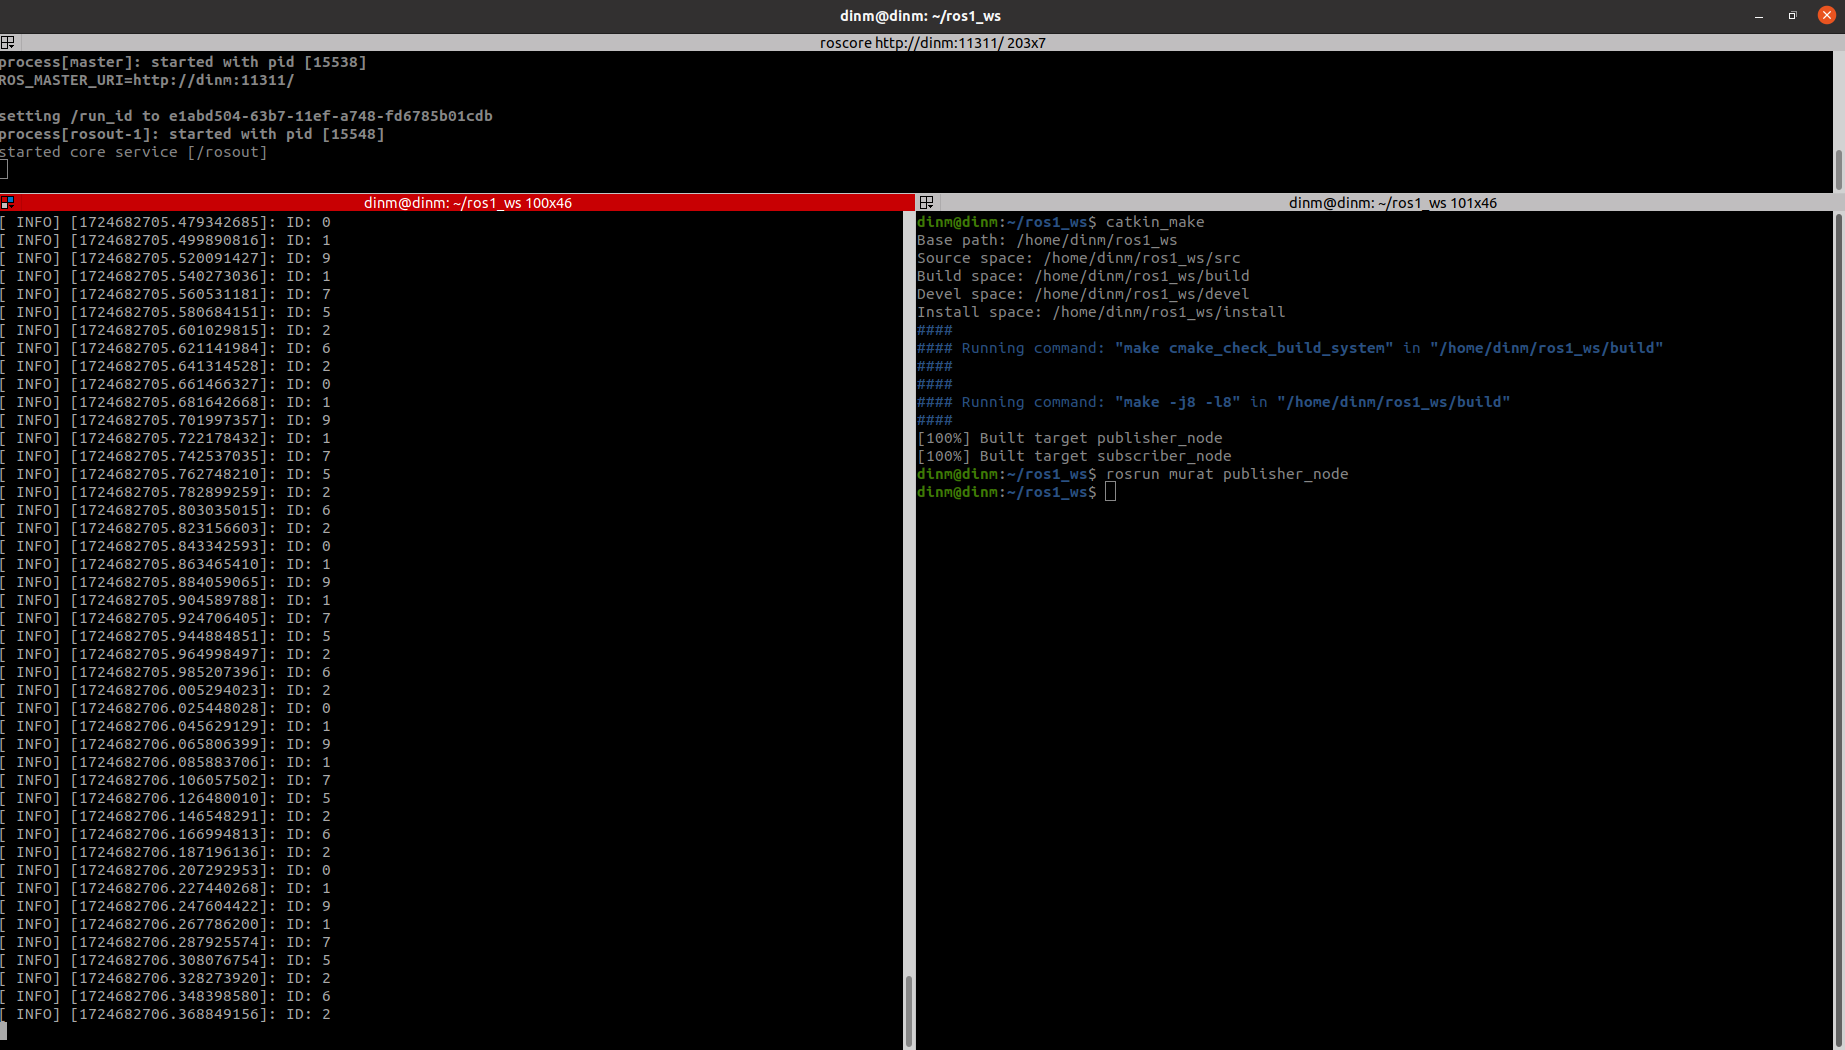 dinm@dinm: ~/ros1_ws
roscore http://dinm:11311/ 203x7
process[master]: started with pid [15538]
ROS_MASTER_URI=http://dinm:11311/
setting /run_id to e1abd504-63b7-11ef-a748-fd6785b01cdb
process[rosout-1]: started with pid [15548]
started core service [/rosout]
dinm@dinm: ~/ros1_ws 100x46
[ INFO] [1724682705.479342685]: ID: 0
[ INFO] [1724682705.499890816]: ID: 1
[ INFO] [1724682705.520091427]: ID: 9
[ INFO] [1724682705.540273036]: ID: 1
[ INFO] [1724682705.560531181]: ID: 7
[ INFO] [1724682705.580684151]: ID: 5
[ INFO] [1724682705.601029815]: ID: 2
[ INFO] [1724682705.621141984]: ID: 6
[ INFO] [1724682705.641314528]: ID: 2
[ INFO] [1724682705.661466327]: ID: 0
[ INFO] [1724682705.681642668]: ID: 1
[ INFO] [1724682705.701997357]: ID: 9
[ INFO] [1724682705.722178432]: ID: 1
[ INFO] [1724682705.742537035]: ID: 7
[ INFO] [1724682705.762748210]: ID: 5
[ INFO] [1724682705.782899259]: ID: 2
[ INFO] [1724682705.803035015]: ID: 6
[ INFO] [1724682705.823156603]: ID: 2
[ INFO] [1724682705.843342593]: ID: 0
[ INFO] [1724682705.863465410]: ID: 1
[ INFO] [1724682705.884059065]: ID: 9
[ INFO] [1724682705.904589788]: ID: 1
[ INFO] [1724682705.924706405]: ID: 7
[ INFO] [1724682705.944884851]: ID: 5
[ INFO] [1724682705.964998497]: ID: 2
[ INFO] [1724682705.985207396]: ID: 6
[ INFO] [1724682706.005294023]: ID: 2
[ INFO] [1724682706.025448028]: ID: 0
[ INFO] [1724682706.045629129]: ID: 1
[ INFO] [1724682706.065806399]: ID: 9
[ INFO] [1724682706.085883706]: ID: 1
[ INFO] [1724682706.106057502]: ID: 7
[ INFO] [1724682706.126480010]: ID: 5
[ INFO] [1724682706.146548291]: ID: 2
[ INFO] [1724682706.166994813]: ID: 6
[ INFO] [1724682706.187196136]: ID: 2
[ INFO] [1724682706.207292953]: ID: 0
[ INFO] [1724682706.227440268]: ID: 1
[ INFO] [1724682706.247604422]: ID: 9
[ INFO] [1724682706.267786200]: ID: 1
[ INFO] [1724682706.287925574]: ID: 7
[ INFO] [1724682706.308076754]: ID: 5
[ INFO] [1724682706.328273920]: ID: 2
[ INFO] [1724682706.348398580]: ID: 6
[ INFO] [1724682706.368849156]: ID: 2
dinm@dinm: ~/ros1_ws 101x46
dinm@dinm:~/ros1_ws$ catkin_make
Base path: /home/dinm/ros1_ws
Source space: /home/dinm/ros1_ws/src
Build space: /home/dinm/ros1_ws/build
Devel space: /home/dinm/ros1_ws/devel
Install space: /home/dinm/ros1_ws/install
####
#### Running command: "make cmake_check_build_system" in "/home/dinm/ros1_ws/build"
####
####
#### Running command: "make -j8 -l8" in "/home/dinm/ros1_ws/build"
####
[100%] Built target publisher_node
[100%] Built target subscriber_node
dinm@dinm:~/ros1_ws$ rosrun murat publisher_node
dinm@dinm:~/ros1_ws$